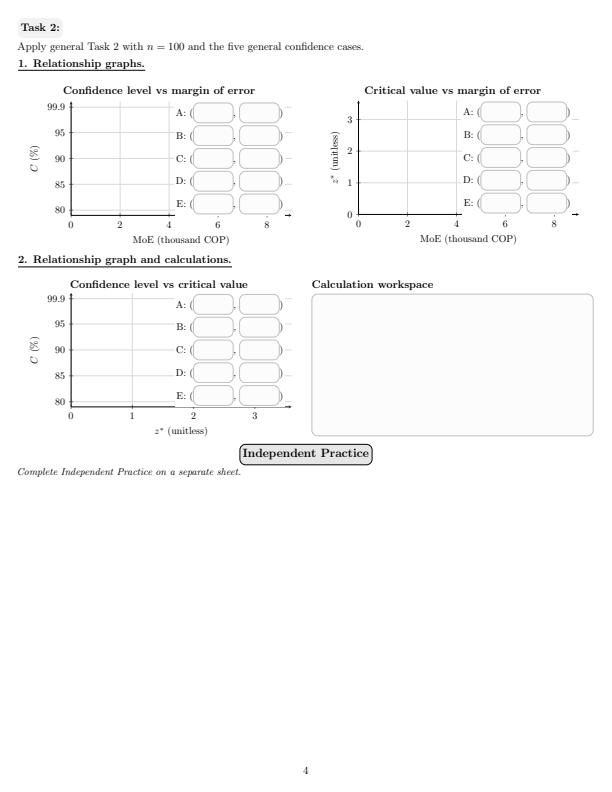 Task 2:
Apply general Task 2 with n = 100 and the five general confidence cases.
1. Relationship graphs.
Confidence level vs margin of error
99.9
95
90
85
80
C (%)
A: ( , )
B: ( , )
C: ( , )
D: ( , )
E: ( , )
0 2 4 6 8
MoE (thousand COP)
Critical value vs margin of error
3
2
1
0
z* (unitless)
A: ( , )
B: ( , )
C: ( , )
D: ( , )
E: ( , )
0 2 4 6 8
MoE (thousand COP)
2. Relationship graph and calculations.
Confidence level vs critical value
99.9
95
90
85
80
C (%)
A: ( , )
B: ( , )
C: ( , )
D: ( , )
E: ( , )
0 1 2 3
z* (unitless)
Calculation workspace
Independent Practice
Complete Independent Practice on a separate sheet.
4